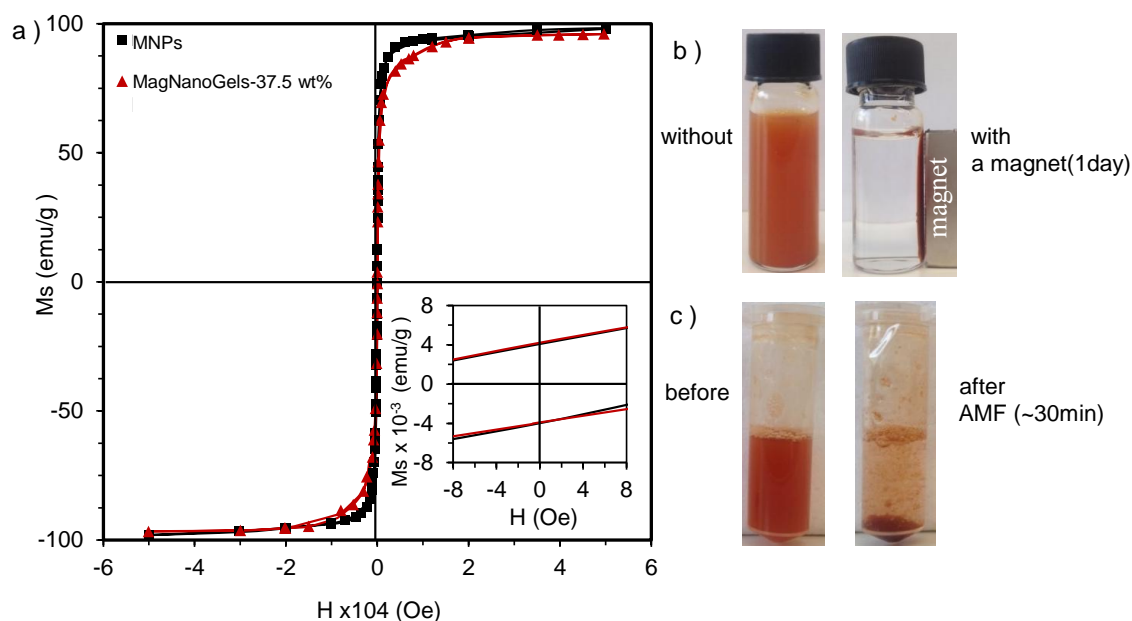 a )
MNPs
MagNanoGels-37.5 wt%
Ms (emu/g)
100
50
0
-50
-100
-6
-4
-2
0
2
4
6
H x104 (Oe)
Ms x 10-3 (emu/g)
8
4
0
-4
-8
-8
-4
0
4
8
H (Oe)
b )
without
magnet
with
a magnet(1day)
c )
before
after
AMF (~30min)